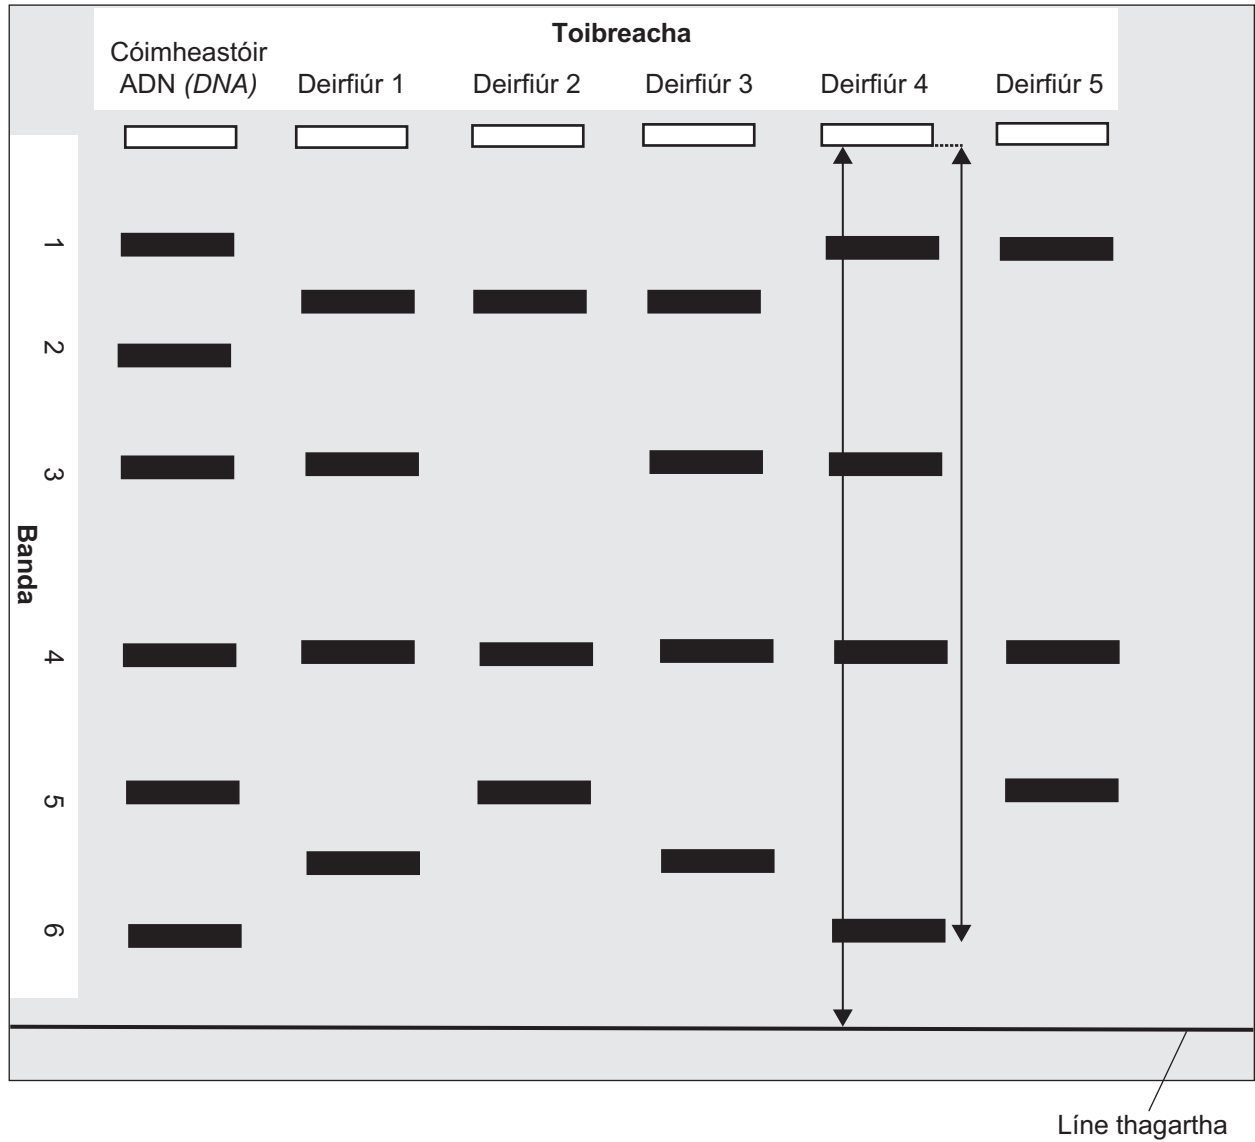 Toibreacha
Cóimheastóir
ADN (DNA)
Deirfiúr 1
Deirfiúr 2
Deirfiúr 3
Deirfiúr 4
Deirfiúr 5
Banda
1
2
3
4
5
6
Líne thagartha